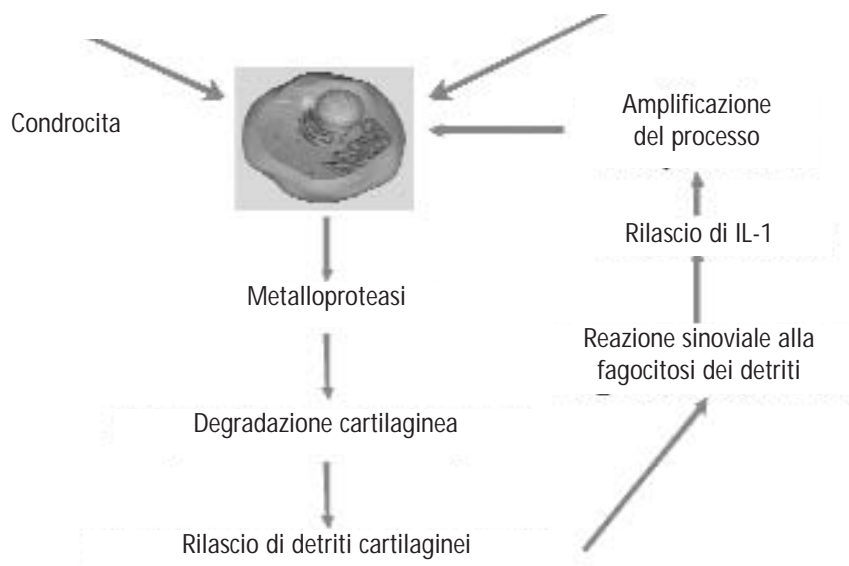 Condrocita
Amplificazione
del processo
Rilascio di IL-1
Metalloproteasi
Reazione sinoviale alla
fagocitosi dei detriti
Degradazione cartilaginea
Rilascio di detriti cartilaginei